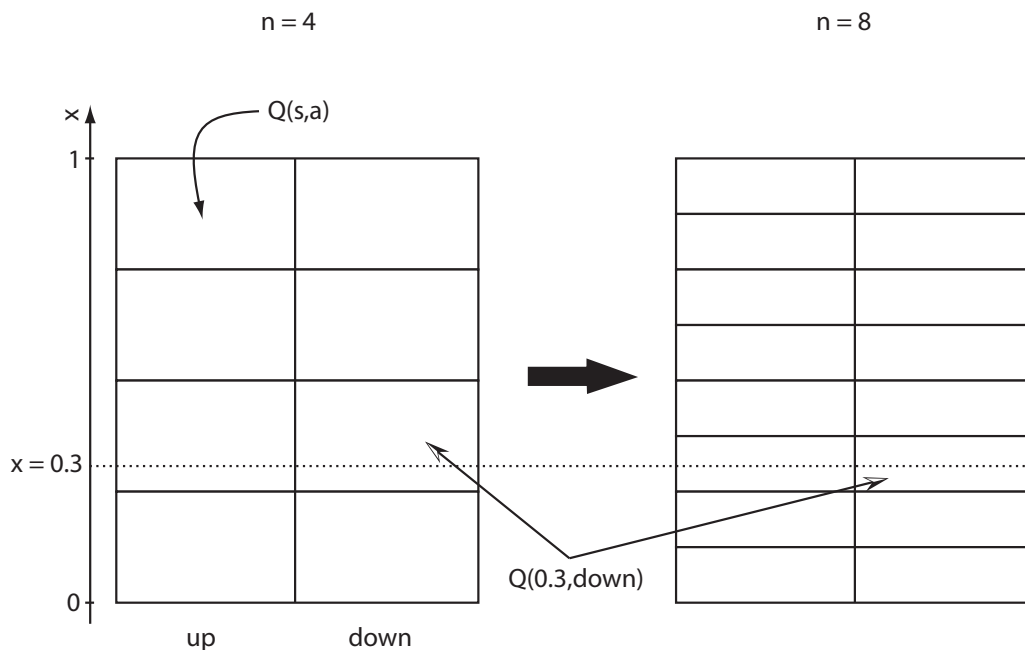 n = 4
n = 8
x
Q(s,a)
1
x = 0.3
Q(0.3,down)
0
up
down